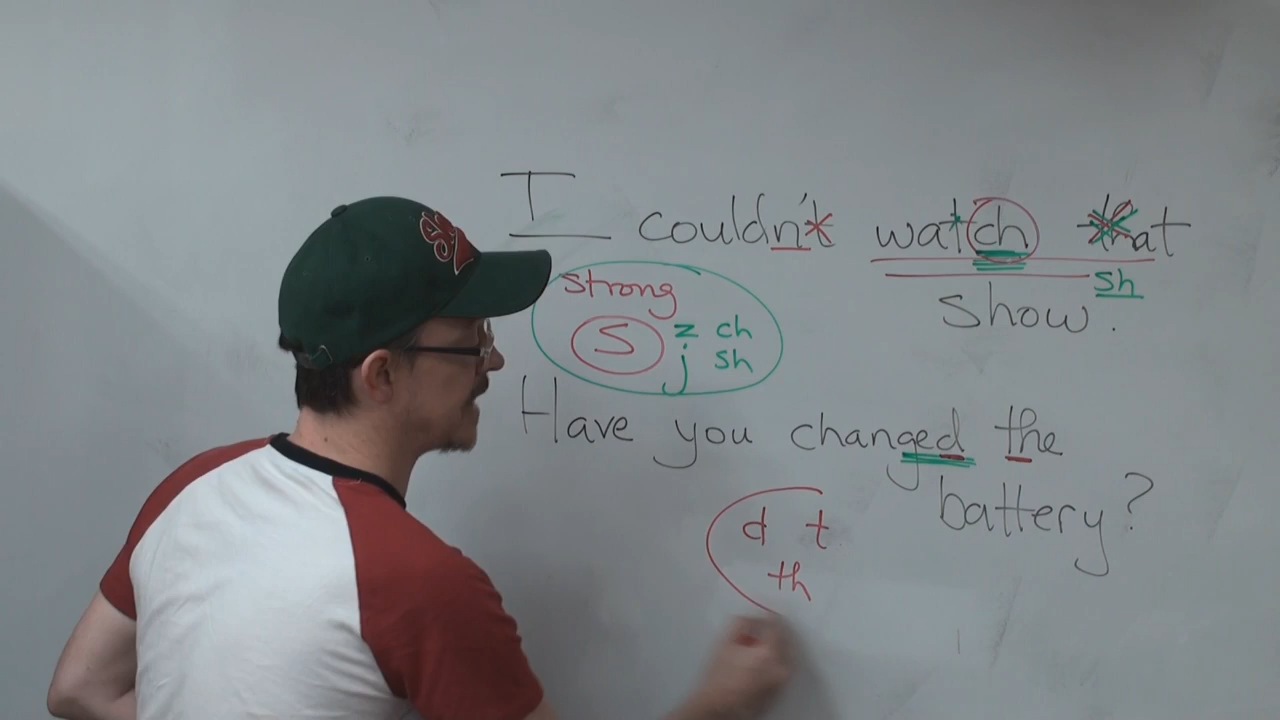 I couldn't watch that
sh
show.
strong
S z ch
j sh
Have you changed the
battery?
d t
th